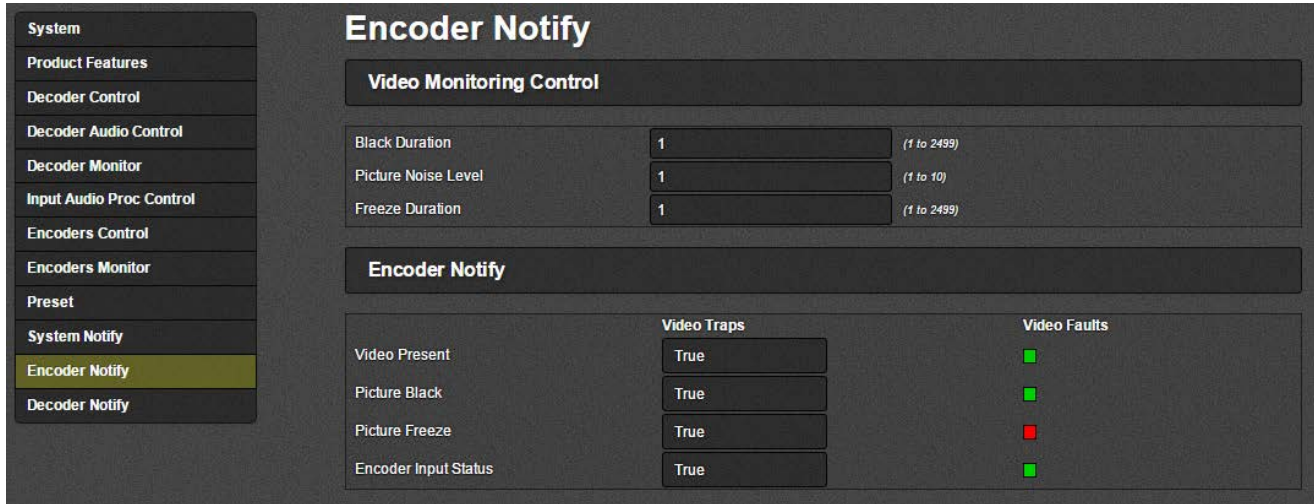 System
Product Features
Decoder Control
Decoder Audio Control
Decoder Monitor
Input Audio Proc Control
Encoders Control
Encoders Monitor
Preset
System Notify
Encoder Notify
Decoder Notify
Encoder Notify
Video Monitoring Control
Black Duration 1 (1 to 2499)
Picture Noise Level 1 (1 to 10)
Freeze Duration 1 (1 to 2499)
Encoder Notify
Video Traps Video Faults
Video Present True
Picture Black True
Picture Freeze True
Encoder Input Status True